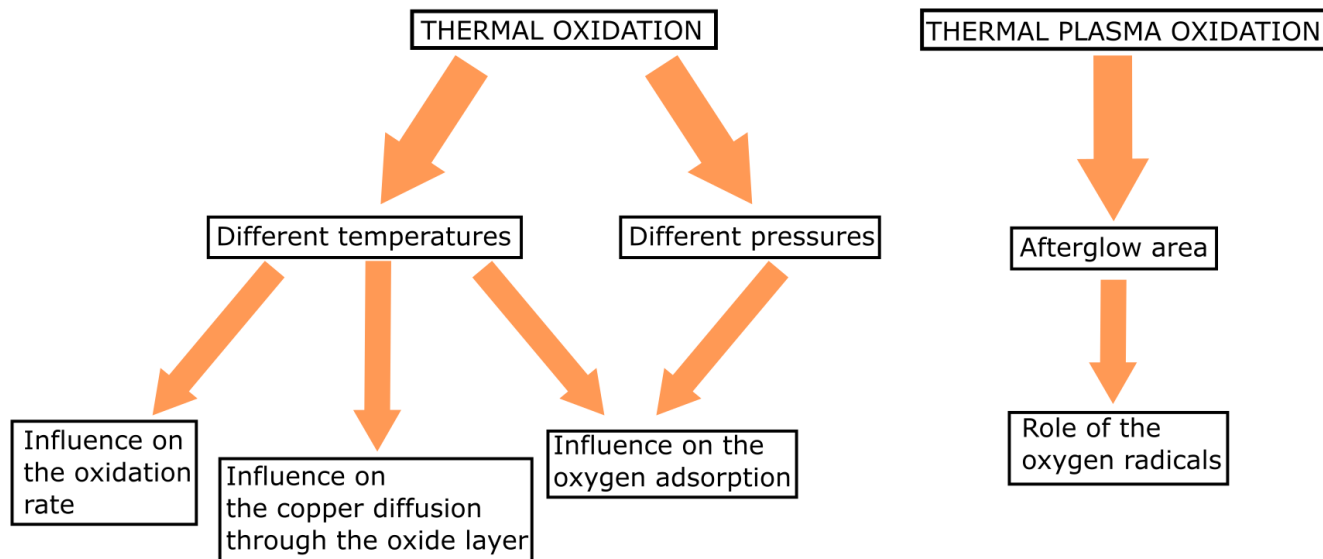 THERMAL OXIDATION
THERMAL PLASMA OXIDATION
Different temperatures
Different pressures
Afterglow area
Influence on
the oxidation
rate
Influence on
the copper diffusion
through the oxide layer
Influence on the
oxygen adsorption
Role of the
oxygen radicals